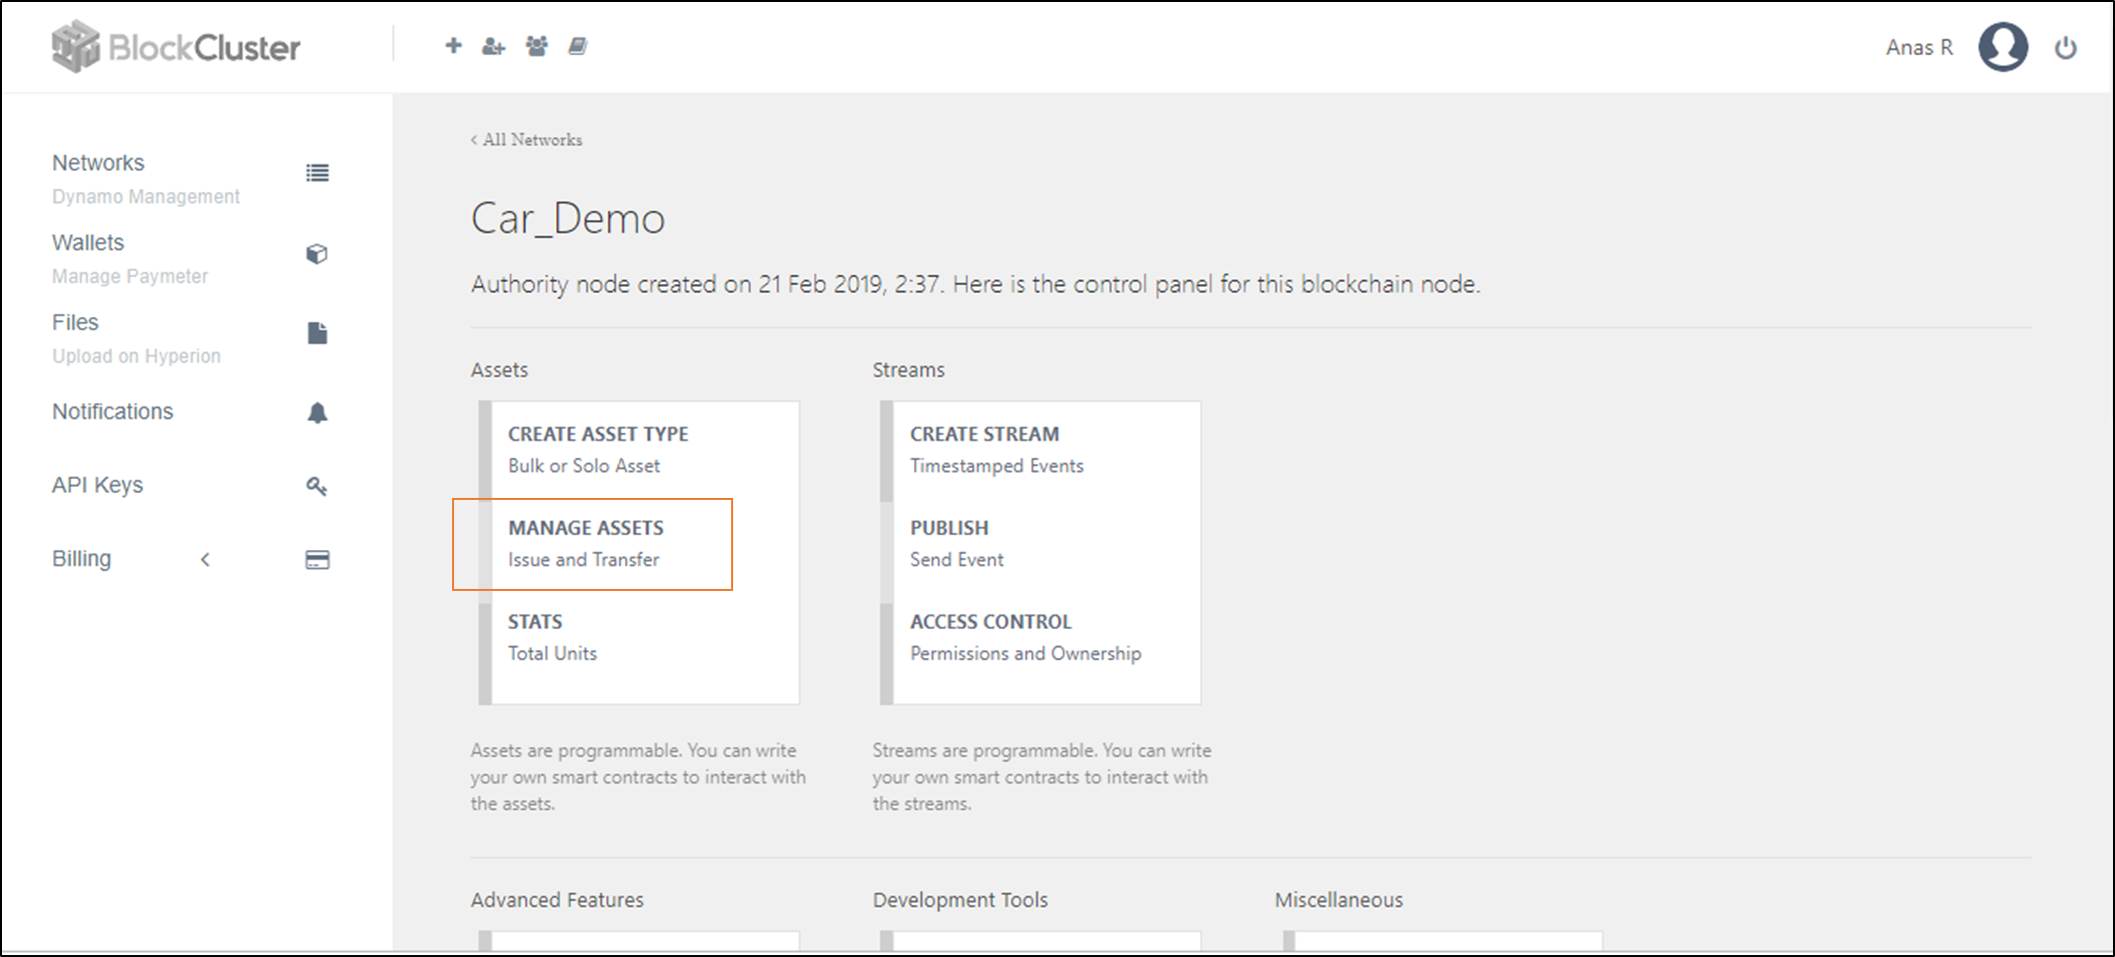 BlockCluster
Anas R
Networks
Dynamo Management
Wallets
Manage Paymeter
Files
Upload on Hyperion
Notifications
API Keys
Billing
< All Networks
Car_Demo
Authority node created on 21 Feb 2019, 2:37. Here is the control panel for this blockchain node.
Assets
CREATE ASSET TYPE
Bulk or Solo Asset
MANAGE ASSETS
Issue and Transfer
STATS
Total Units
Assets are programmable. You can write
your own smart contracts to interact with
the assets.
Streams
CREATE STREAM
Timestamped Events
PUBLISH
Send Event
ACCESS CONTROL
Permissions and Ownership
Streams are programmable. You can write
your own smart contracts to interact with
the streams.
Advanced Features
Development Tools
Miscellaneous